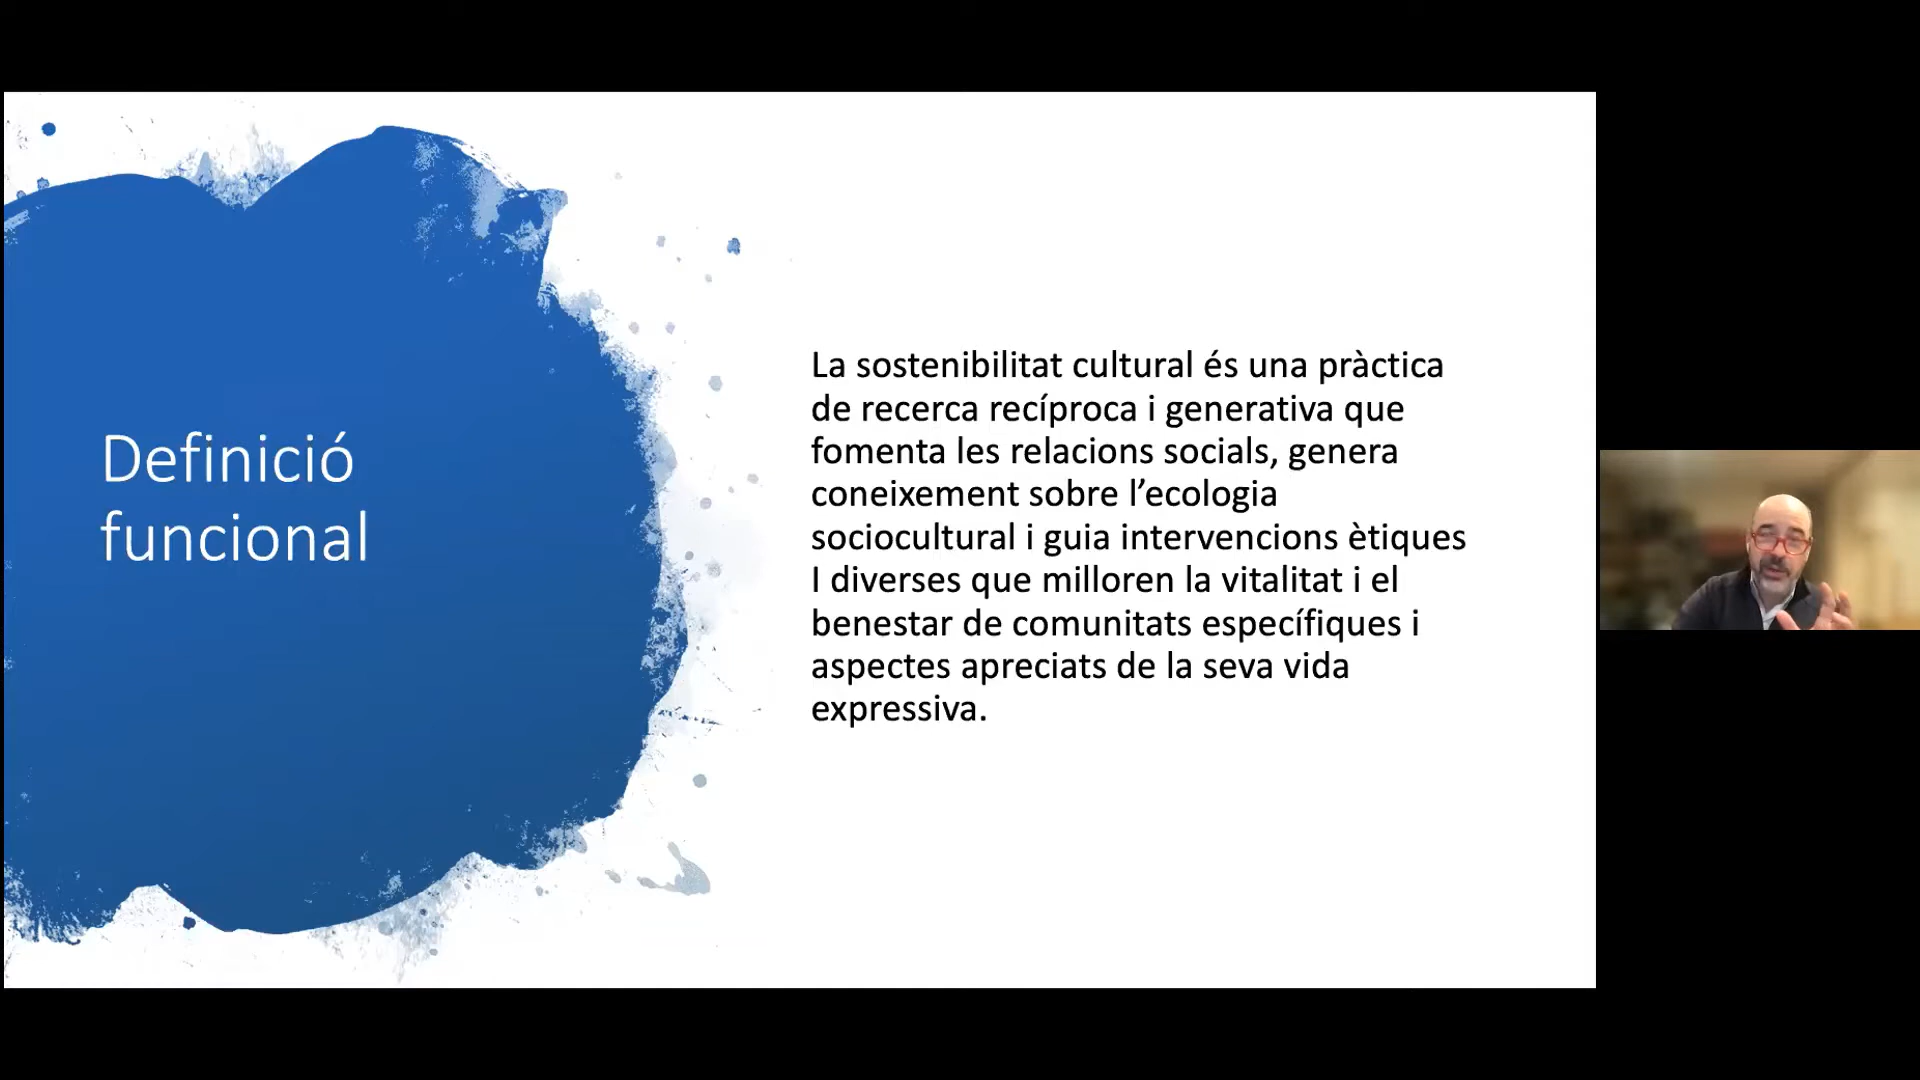 Definició
funcional
La sostenibilitat cultural és una pràctica
de recerca recíproca i generativa que
fomenta les relacions socials, genera
coneixement sobre l’ecologia
sociocultural i guia intervencions ètiques
I diverses que milloren la vitalitat i el
benestar de comunitats específiques i
aspectes apreciats de la seva vida
expressiva.